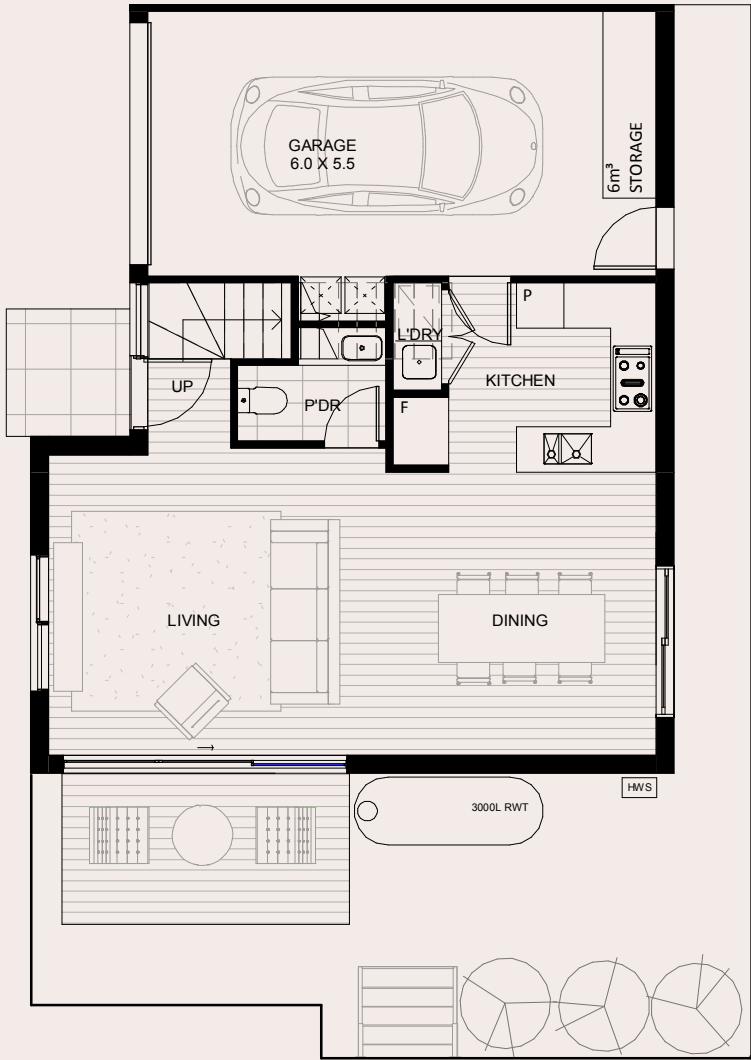 GARAGE
6.0 X 5.5
6m³
STORAGE
P
L'DRY
KITCHEN
UP
P'DR
F
LIVING
DINING
HWS
3000L RWT